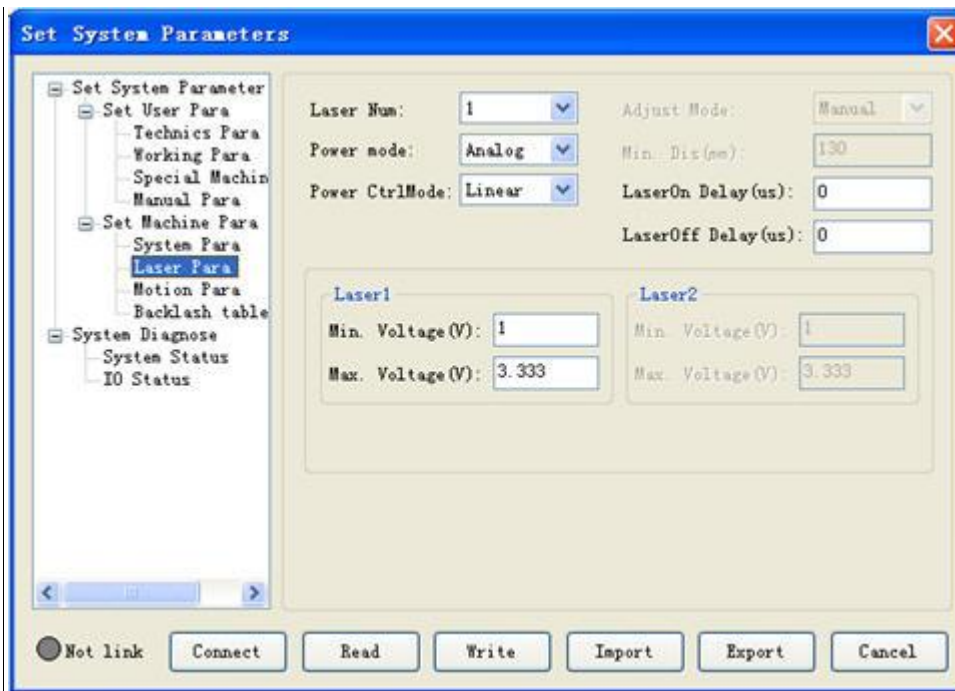 Set System Parameters
Set System Parameter
Set User Para
Technics Para
Working Para
Special Machin
Manual Para
Set Machine Para
System Para
Laser Para
Motion Para
Backlash table
System Diagnose
System Status
IO Status
Laser Num: 1
Adjust Mode: Manual
Power mode: Analog
Min. Dis(mm): 130
Power CtrlMode: Linear
LaserOn Delay(us): 0
LaserOff Delay(us): 0
Laser1
Min. Voltage(V): 1
Max. Voltage(V): 3.333
Laser2
Min. Voltage(V): 1
Max. Voltage(V): 3.333
Not link
Connect
Read
Write
Import
Export
Cancel